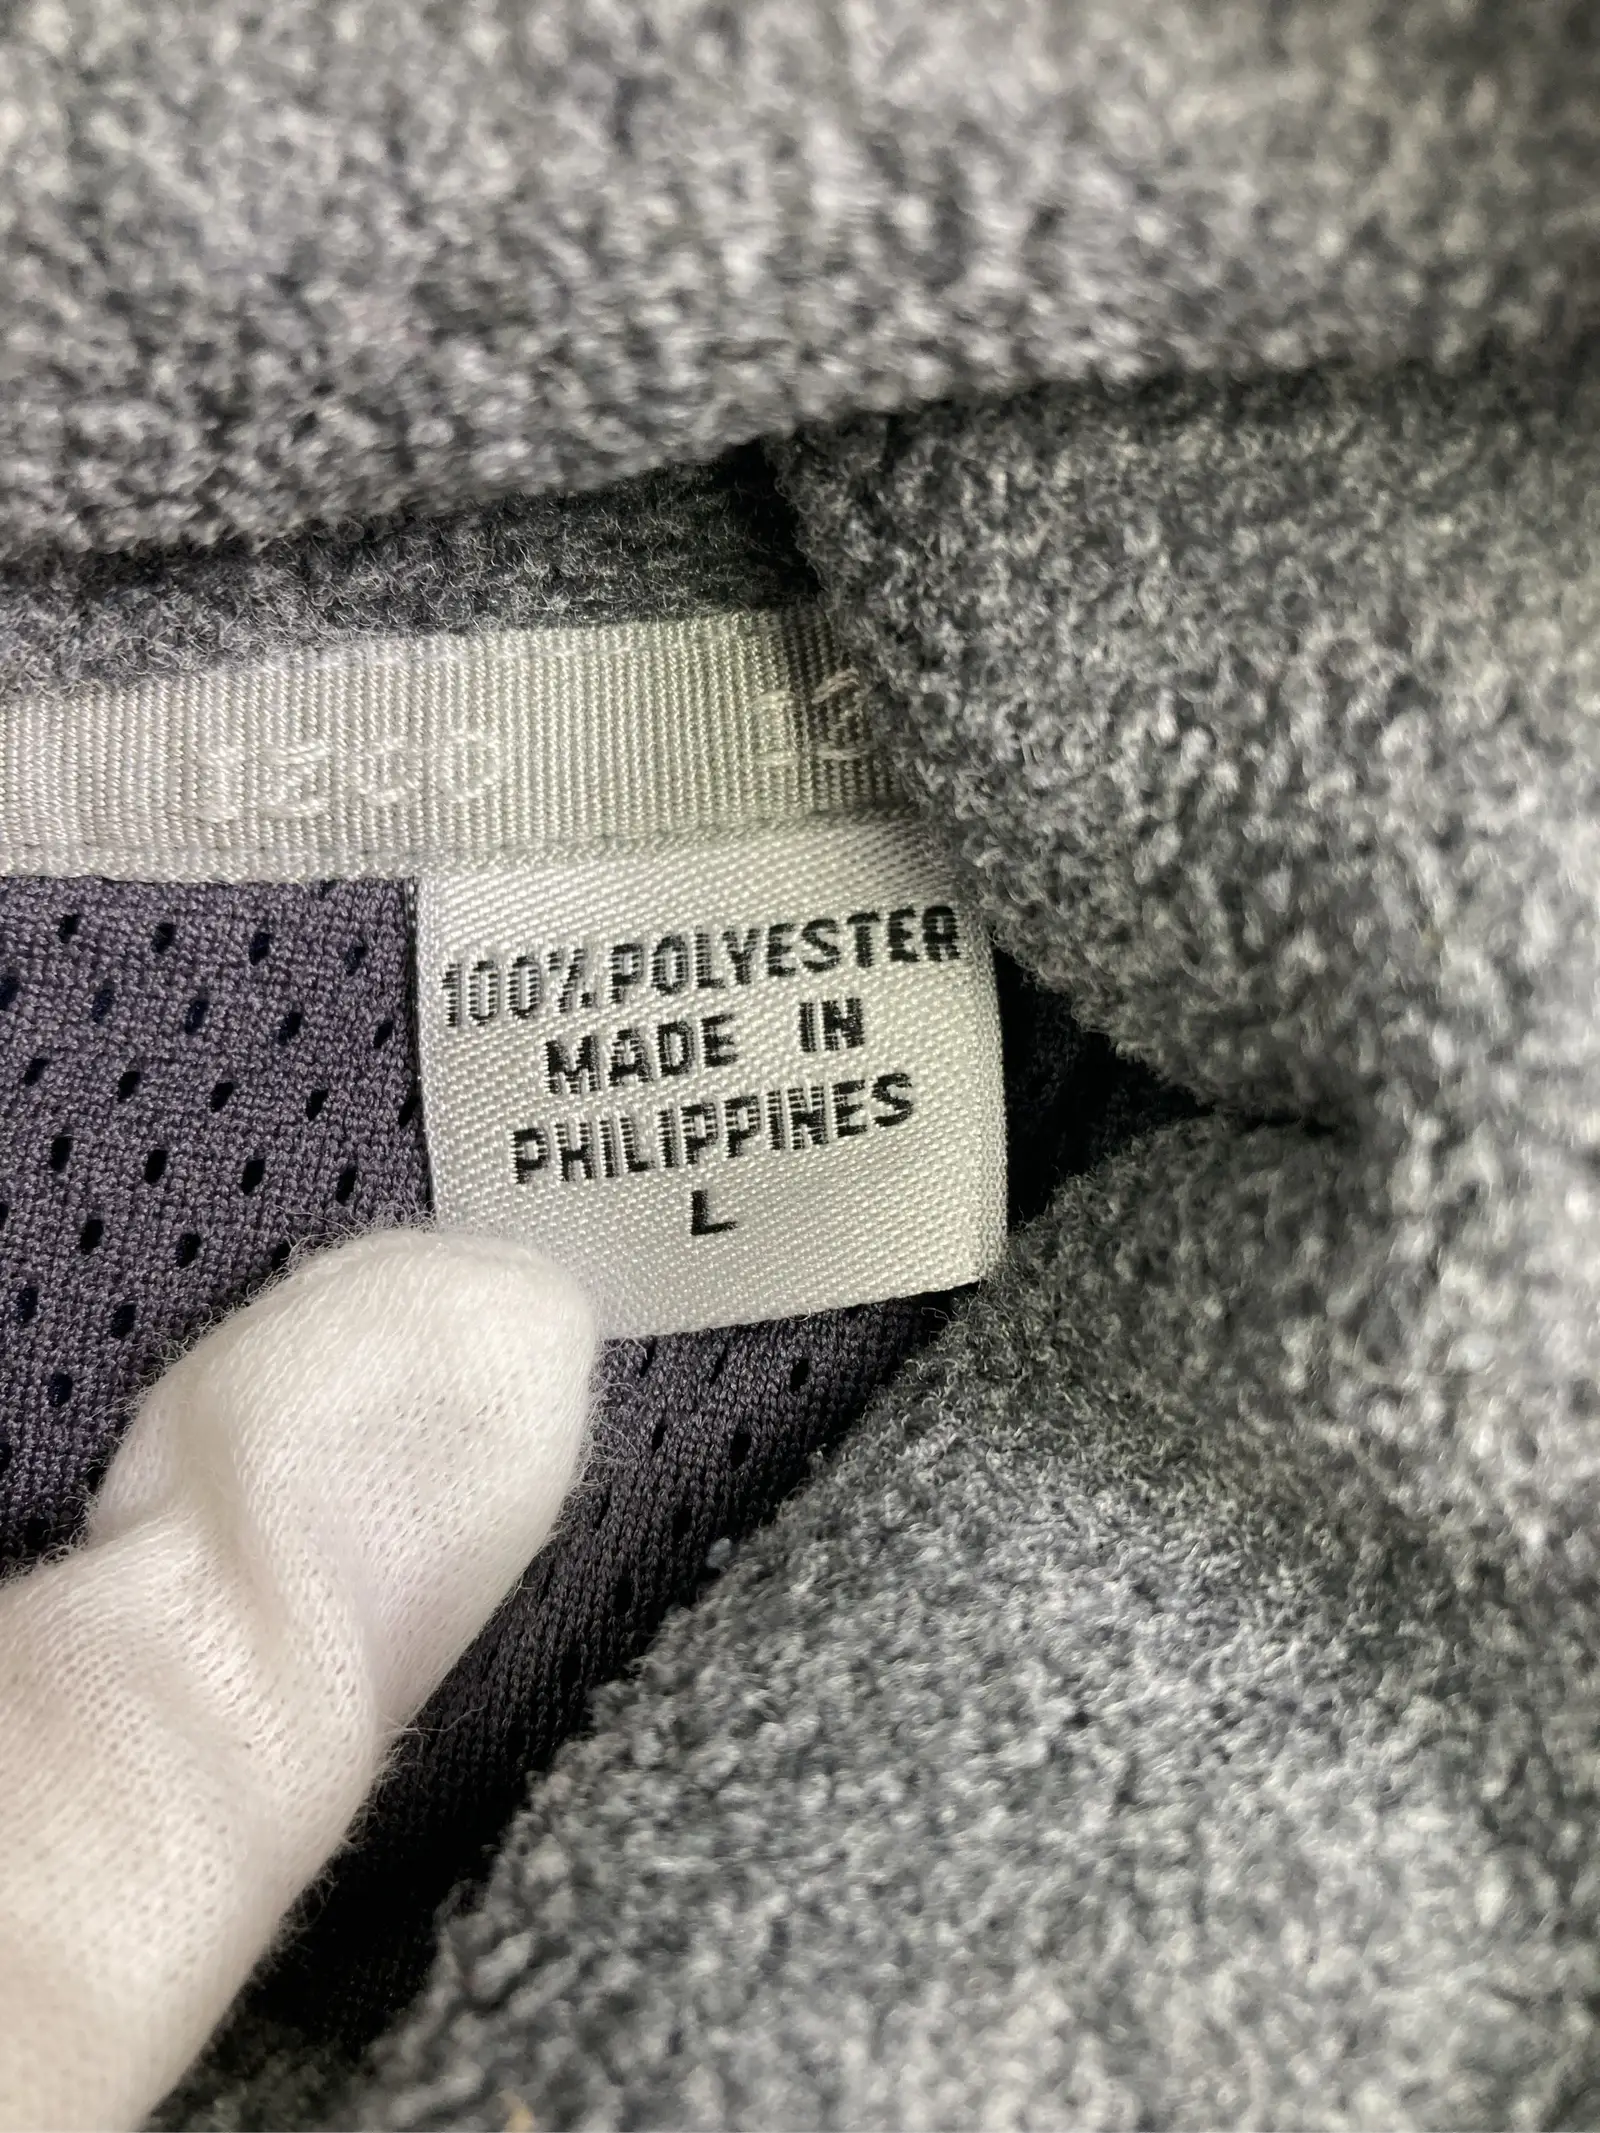 100% POLYESTER
MADE IN
PHILIPPINES
L